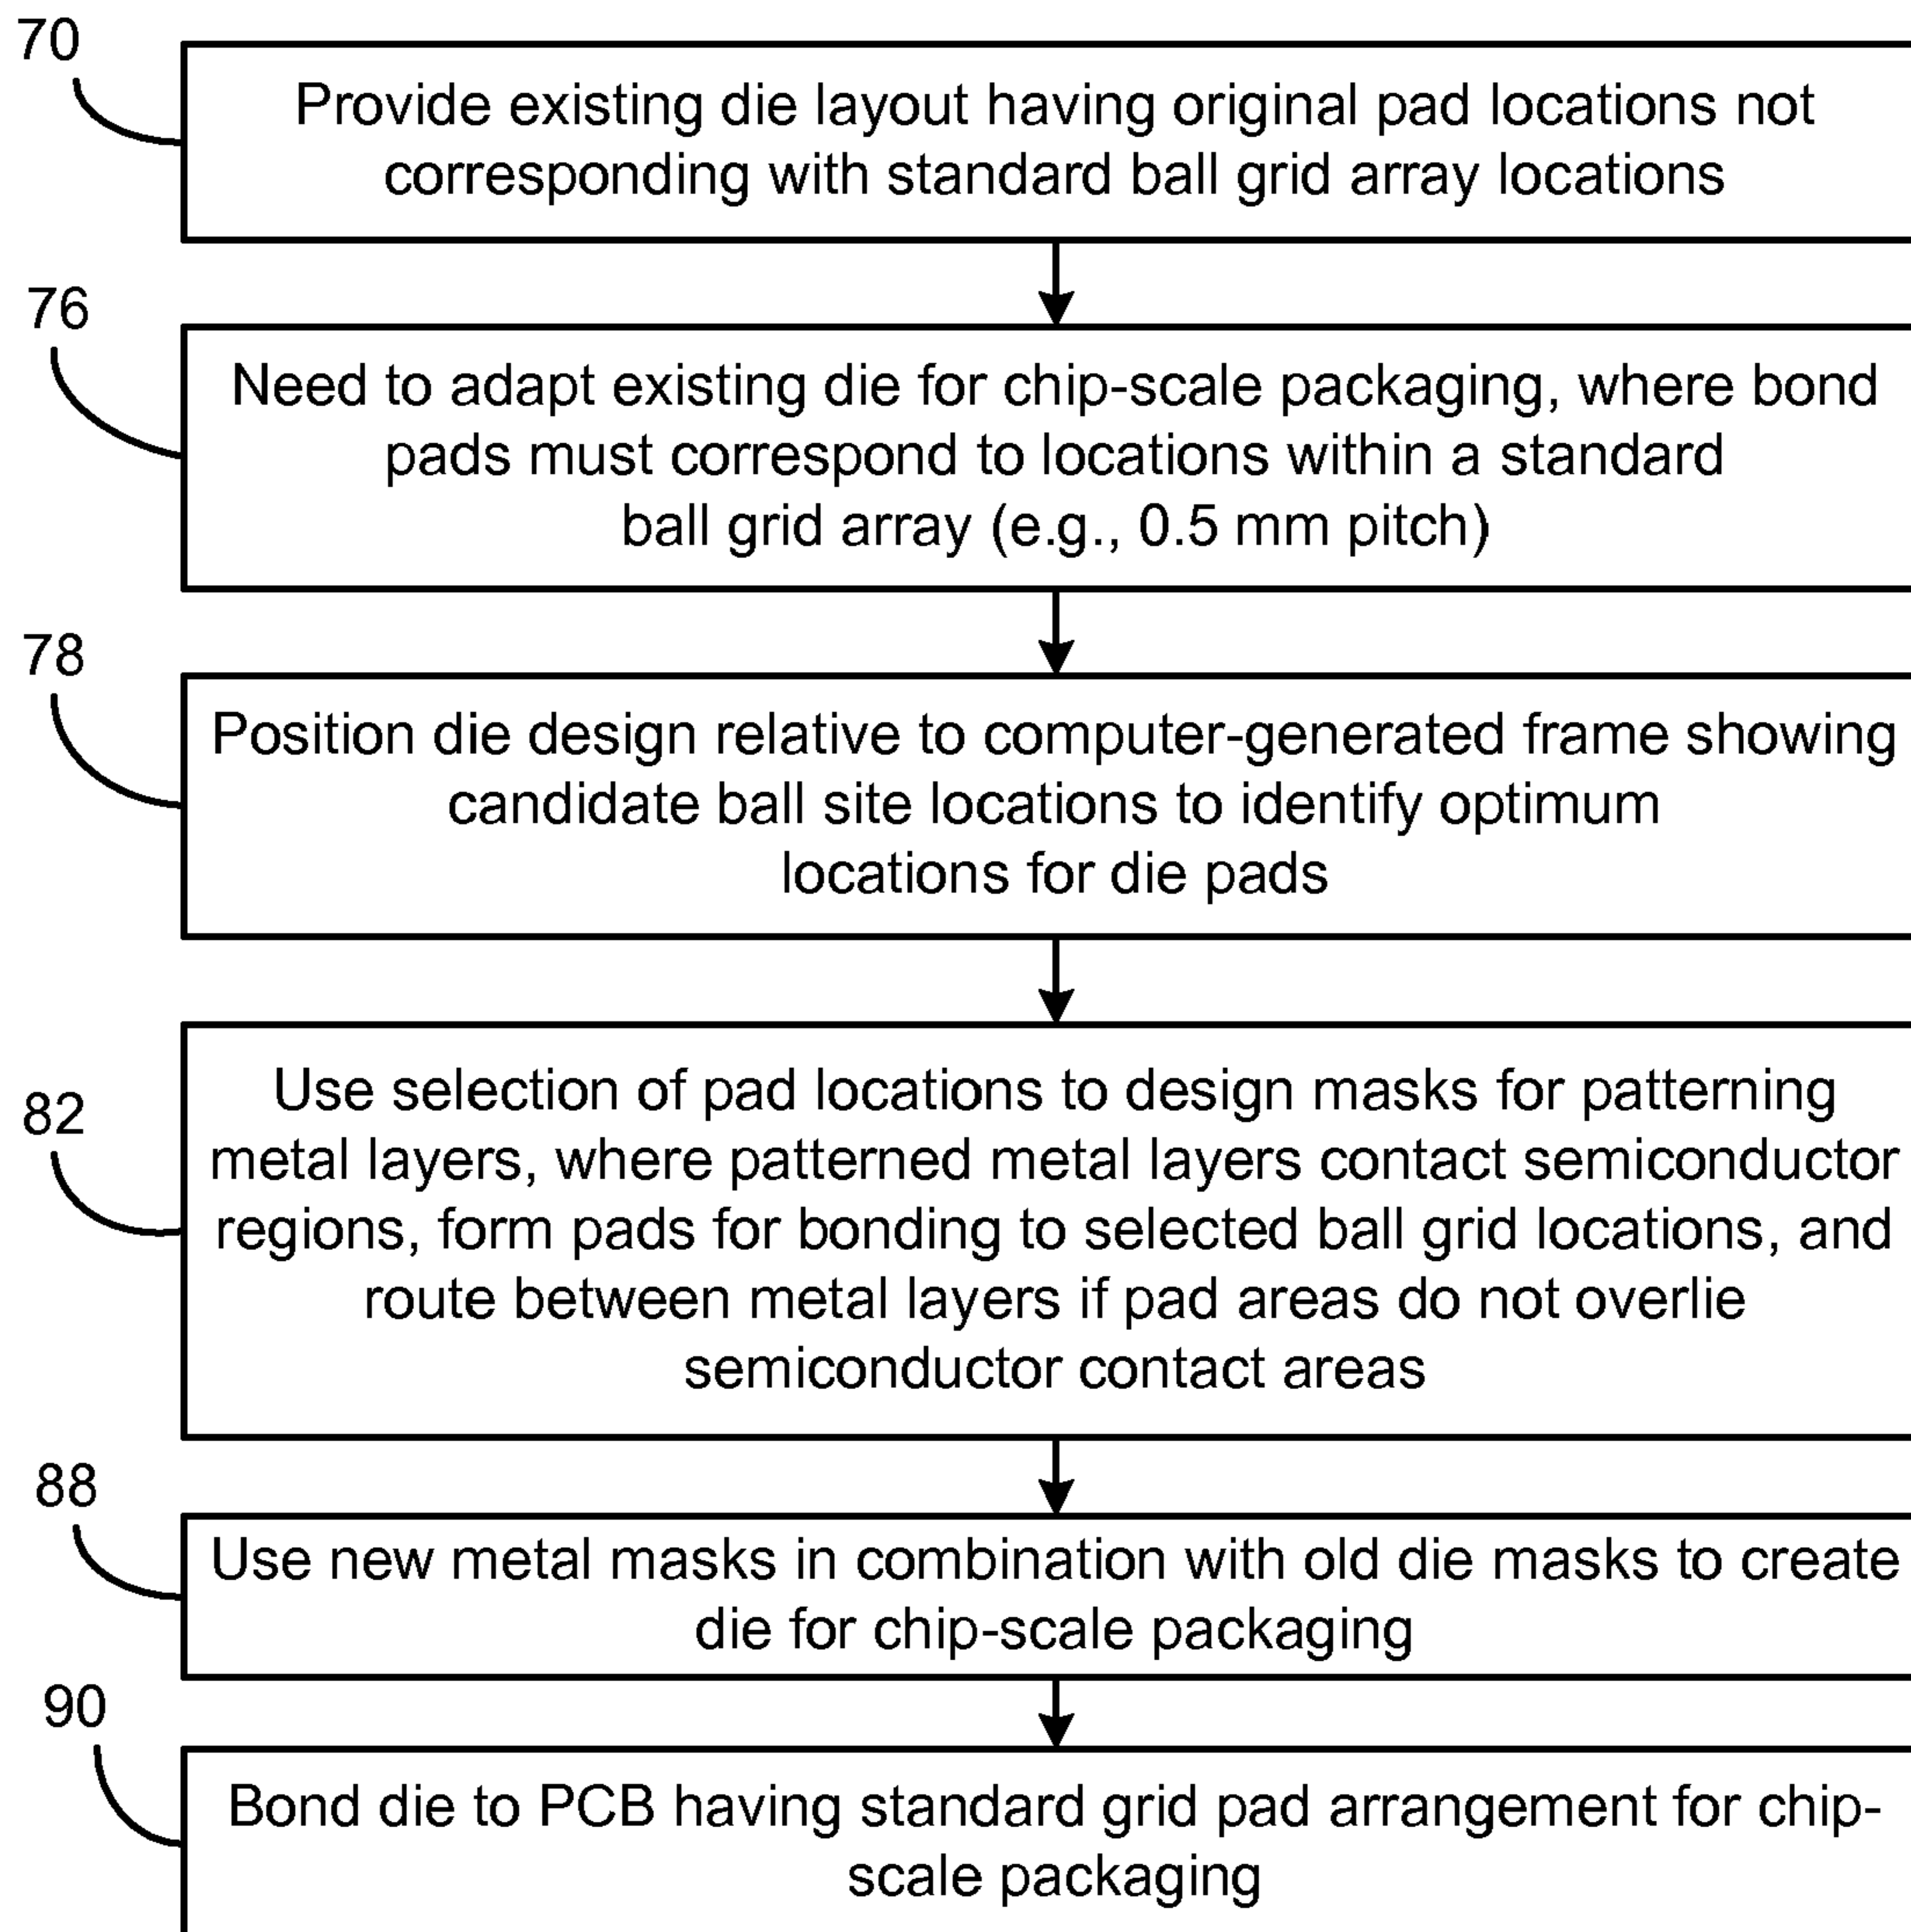 70
Provide existing die layout having original pad locations not
corresponding with standard ball grid array locations
76
Need to adapt existing die for chip-scale packaging, where bond
pads must correspond to locations within a standard
ball grid array (e.g., 0.5 mm pitch)
78
Position die design relative to computer-generated frame showing
candidate ball site locations to identify optimum
locations for die pads
82
Use selection of pad locations to design masks for patterning
metal layers, where patterned metal layers contact semiconductor
regions, form pads for bonding to selected ball grid locations, and
route between metal layers if pad areas do not overlie
semiconductor contact areas
88
Use new metal masks in combination with old die masks to create
die for chip-scale packaging
90
Bond die to PCB having standard grid pad arrangement for chip-
scale packaging